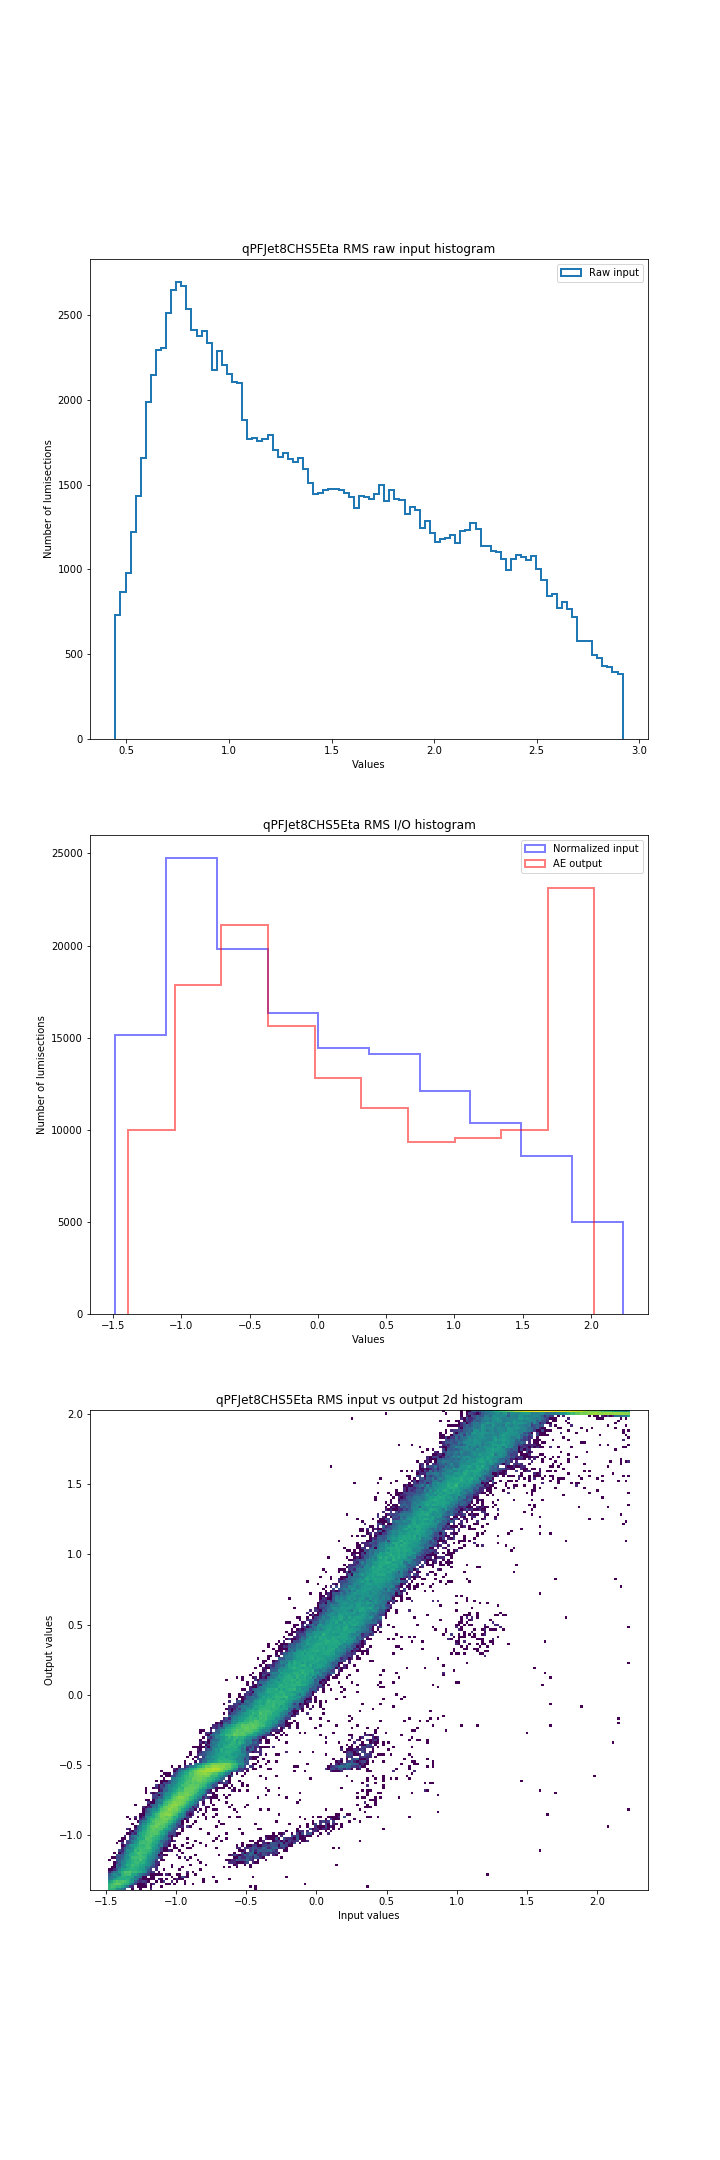 qPFJet8CHS5Eta RMS raw input histogram
Raw input
2500
2000
1500
1000
500
0
Number of lumisections
0.5 1.0 1.5 2.0 2.5 3.0
Values
qPFJet8CHS5Eta RMS I/O histogram
Normalized input
AE output
25000
20000
15000
10000
5000
0
Number of lumisections
−1.5 −1.0 −0.5 0.0 0.5 1.0 1.5 2.0
Values
qPFJet8CHS5Eta RMS input vs output 2d histogram
2.0
1.5
1.0
0.5
0.0
−0.5
−1.0
Output values
−1.5 −1.0 −0.5 0.0 0.5 1.0 1.5 2.0
Input values